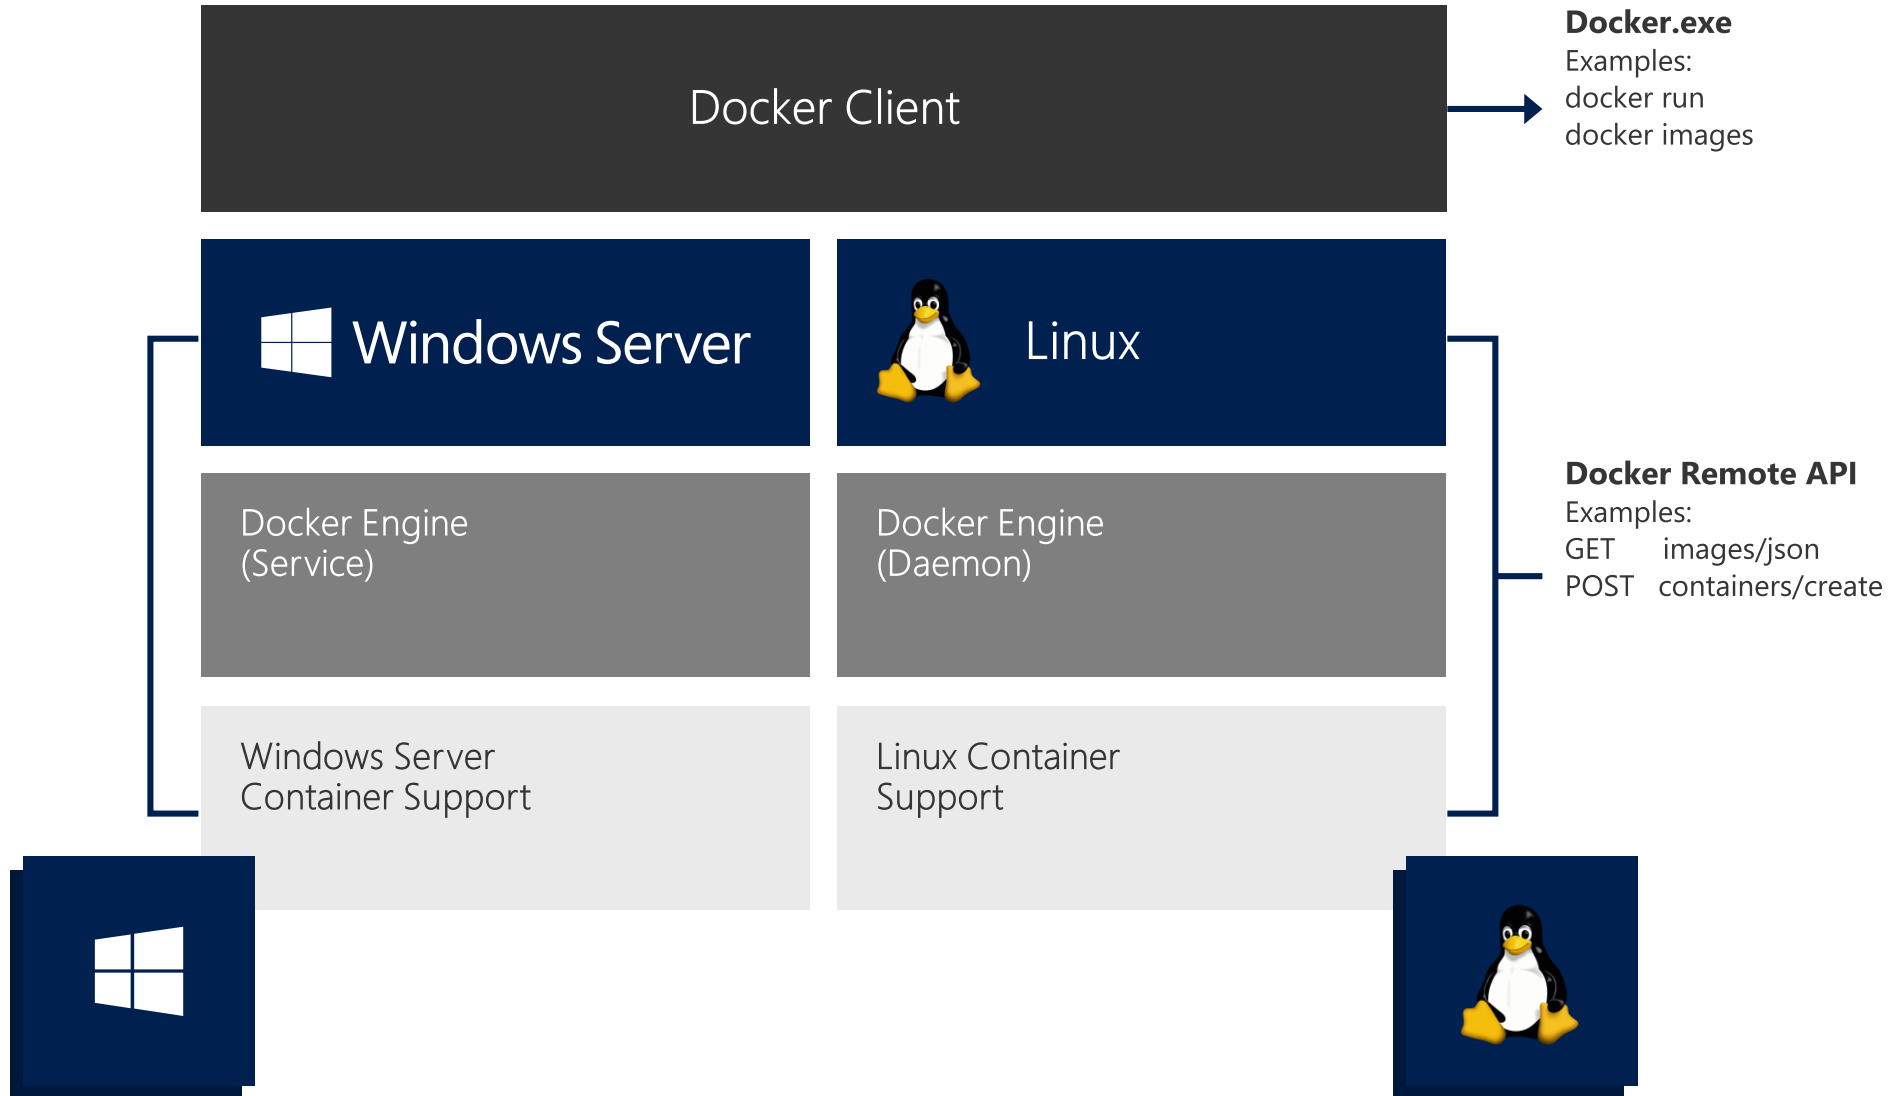 Docker Client
Docker.exe
Examples:
docker run
docker images
Windows Server
Linux
Docker Engine
(Service)
Docker Engine
(Daemon)
Docker Remote API
Examples:
GET images/json
POST containers/create
Windows Server
Container Support
Linux Container
Support